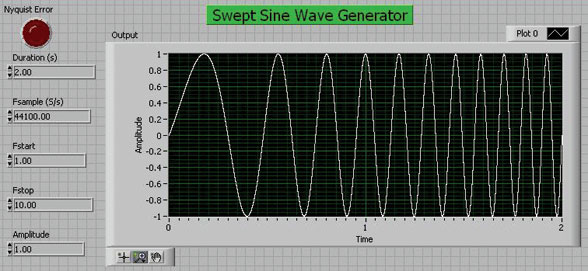 Nyquist Error
Swept Sine Wave Generator
Output
Plot 0
Duration (s)
2.00
Fsample (S/s)
44100.00
Fstart
1.00
Fstop
10.00
Amplitude
1.00
Amplitude
1
0.8
0.6
0.4
0.2
0
-0.2
-0.4
-0.6
-0.8
-1
0
1
2
Time